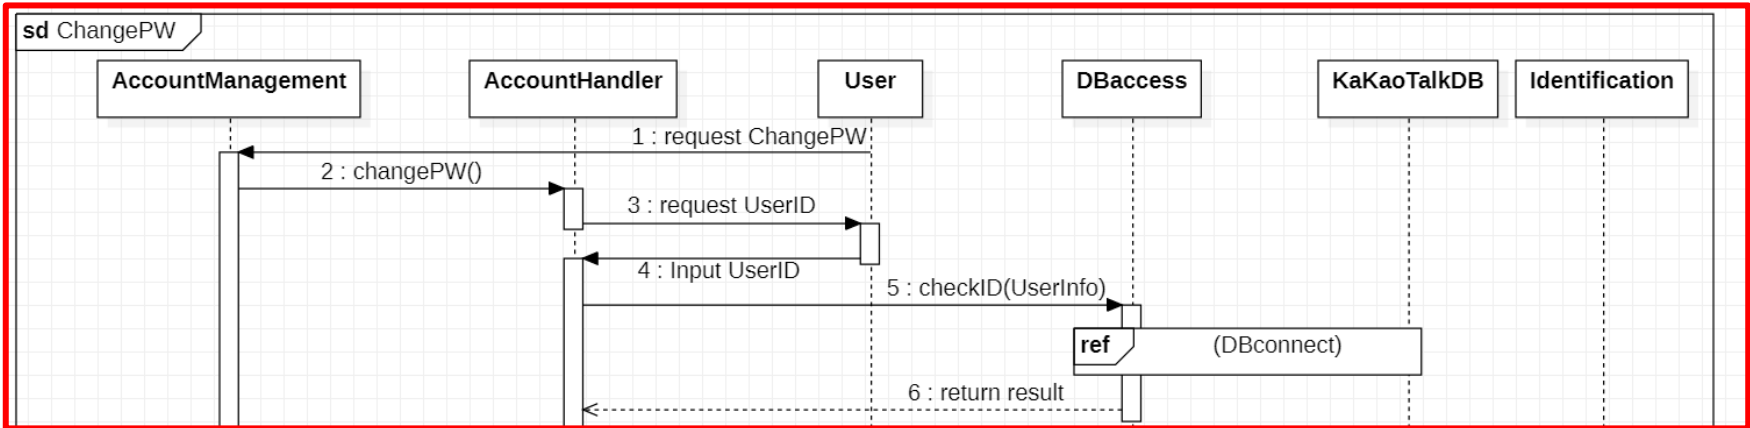 sd ChangePW
AccountManagement
AccountHandler
User
DBaccess
KaKaoTalkDB
Identification
1 : request ChangePW
2 : changePW()
3 : request UserID
4 : Input UserID
5 : checkID(UserInfo)
ref
(DBconnect)
6 : return result